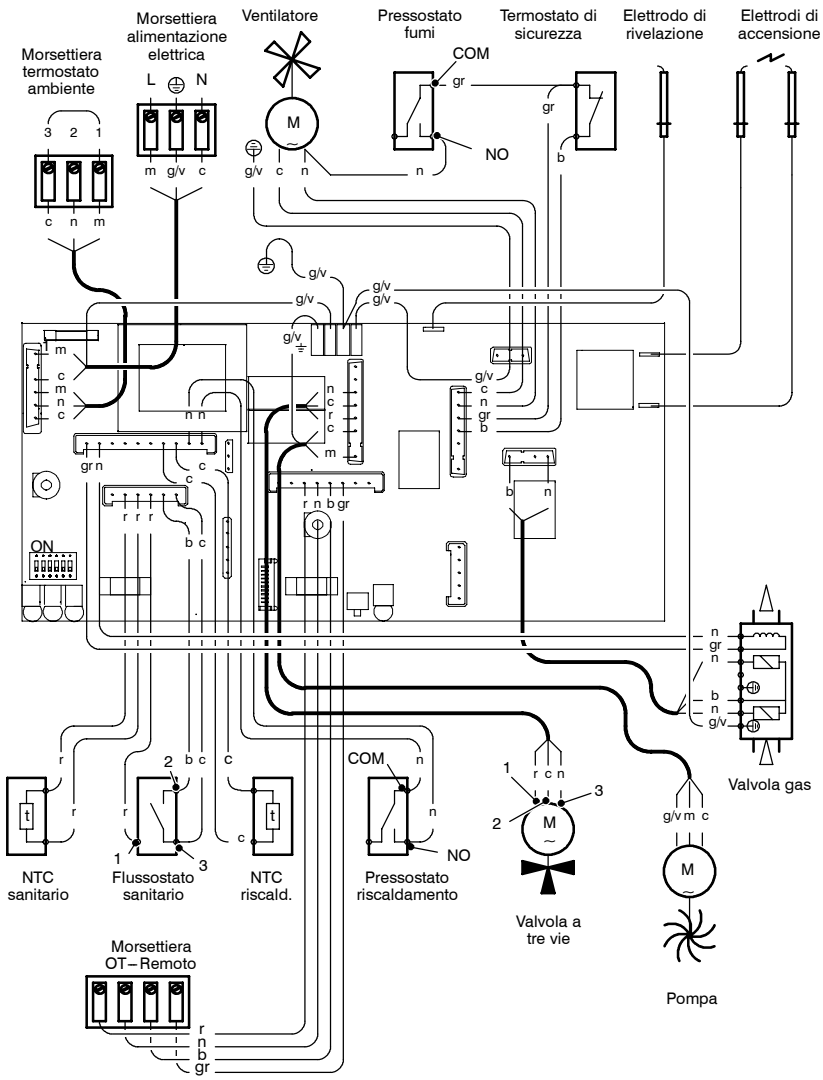 Morsettiera
termostato
ambiente
Morsettiera
alimentazione
elettrica
Ventilatore
Pressostato
fumi
Termostato di
sicurezza
Elettrodo di
rivelazione
Elettrodi di
accensione
COM
L N
gr
gr
3 2 1
M
~
NO
b
m g/v c
g/v c n
n
c n m
g/v
g/v
g/v
g/v
g/v
m
c
m
n
c
n n
n
c
r
c
m
g/v
c
n
gr
b
gr n
c
c
r n b gr
b n
r r r
b c
ON
n
gr
n
b
n
g/v
Valvola gas
r
r
t
NTC
sanitario
b c
2
r
1
3
Flussostato
sanitario
c
c
t
NTC
riscald.
COM
n
n
NO
Pressostato
riscaldamento
r c n
1
2
3
M
~
Valvola a
tre vie
g/v m c
M
~
Pompa
Morsettiera
OT–Remoto
r
n
b
gr